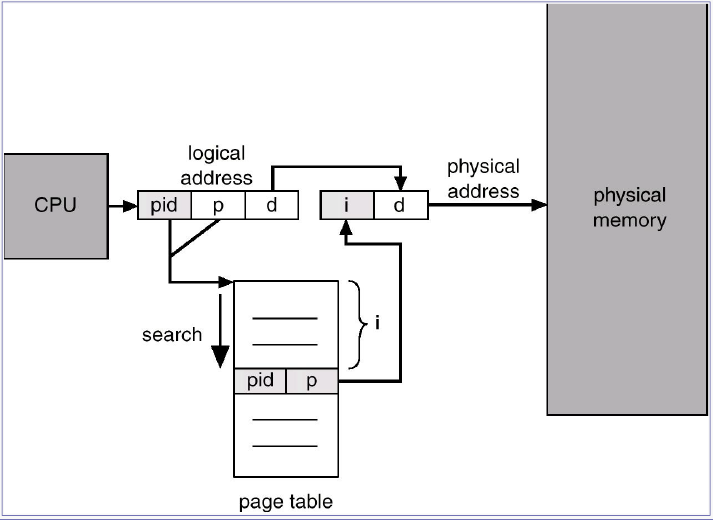 logical
address
physical
address
CPU
pid p d
i d
physical
memory
search
i
pid p
page table